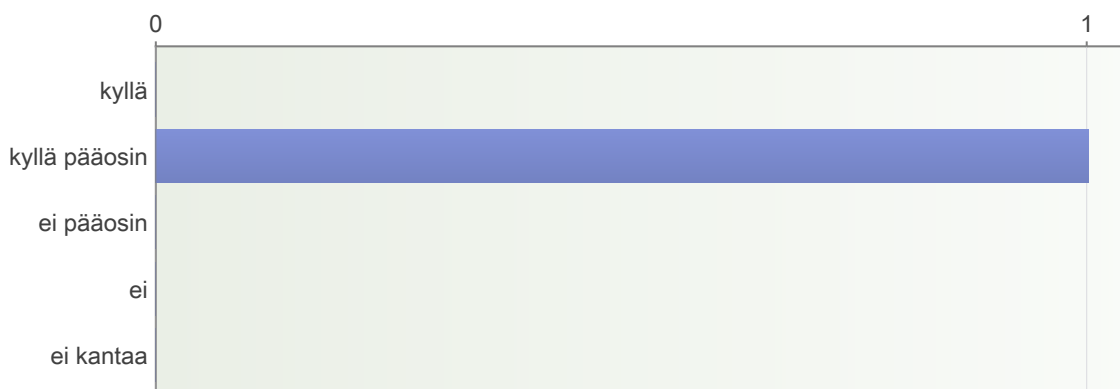 0 1
kyllä
kyllä pääosin
ei pääosin
ei
ei kantaa